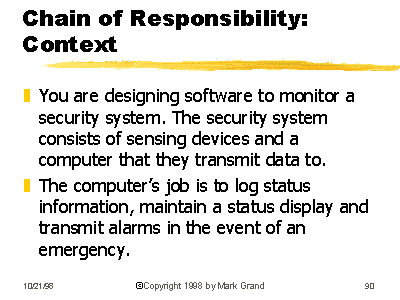 Chain of Responsibility:
Context
You are designing software to monitor a
security system. The security system
consists of sensing devices and a
computer that they transmit data to.
The computer's job is to log status
information, maintain a status display and
transmit alarms in the event of an
emergency.
10/21/98 ©Copyright 1998 by Mark Grand 90